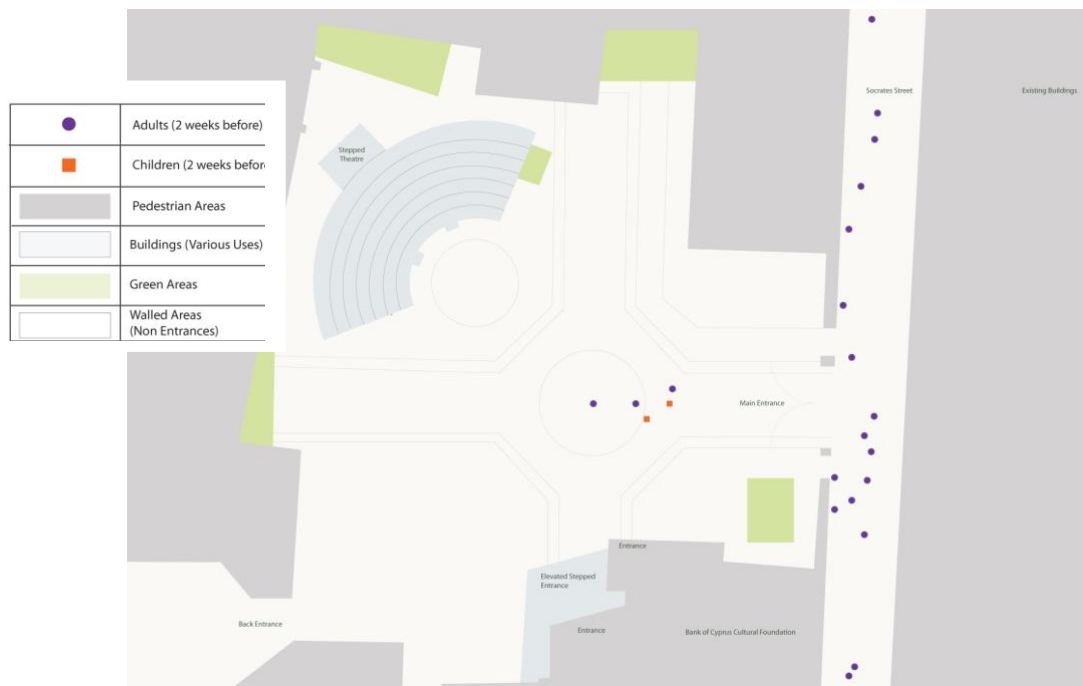 Socrates Street
Existing Buildings
Adults (2 weeks before)
Children (2 weeks before
Pedestrian Areas
Buildings (Various Uses)
Green Areas
Walled Areas
(Non Entrances)
Stepped
Theatre
Main Entrance
Entrance
Elevated Stepped
Entrance
Back Entrance
Entrance
Bank of Cyprus Cultural Foundation